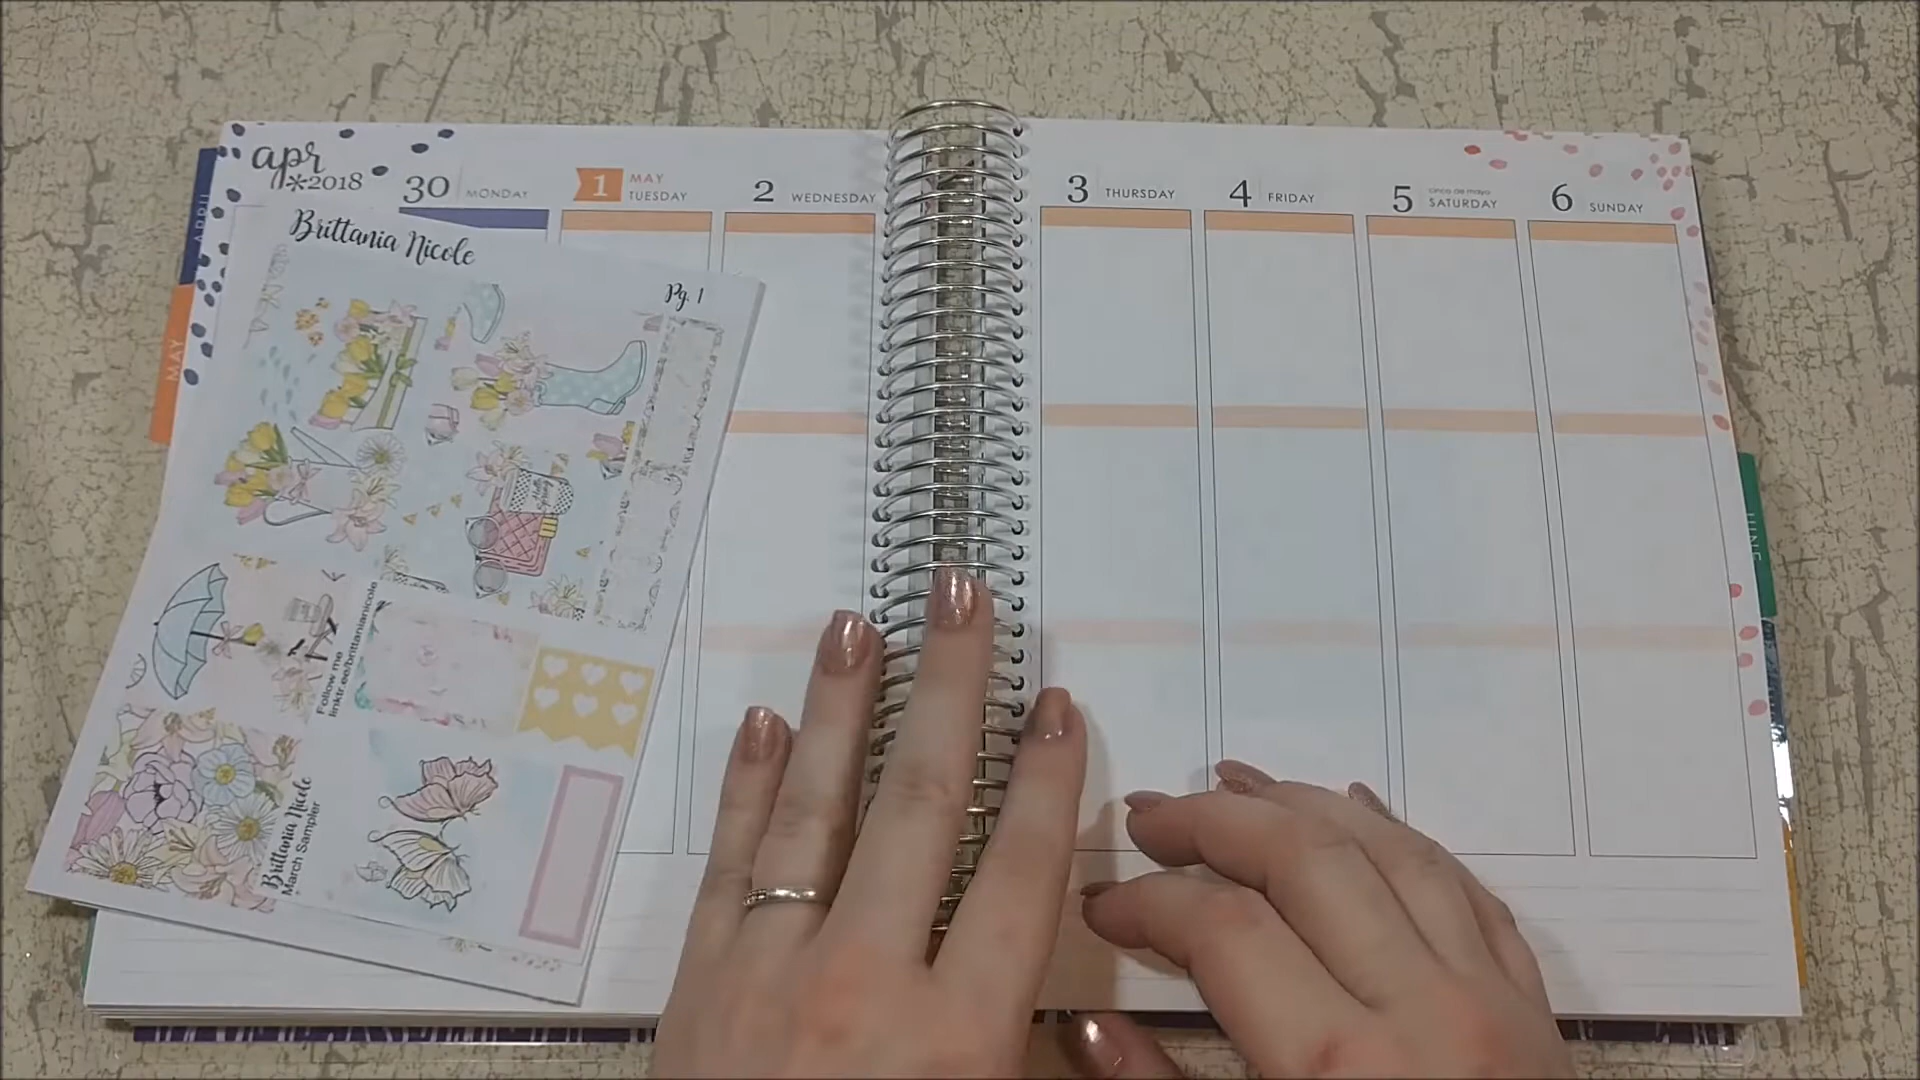 apr
*2018
30 MONDAY
1 MAY
TUESDAY
2 WEDNESDAY
3 THURSDAY
4 FRIDAY
5 cinco de mayo
SATURDAY
6 SUNDAY
APRIL
MAY
JUNE
Brittania Nicole
Pg. 1
Follow me
linktr.ee/brittanianicole
Brittania Nicole
March Sampler